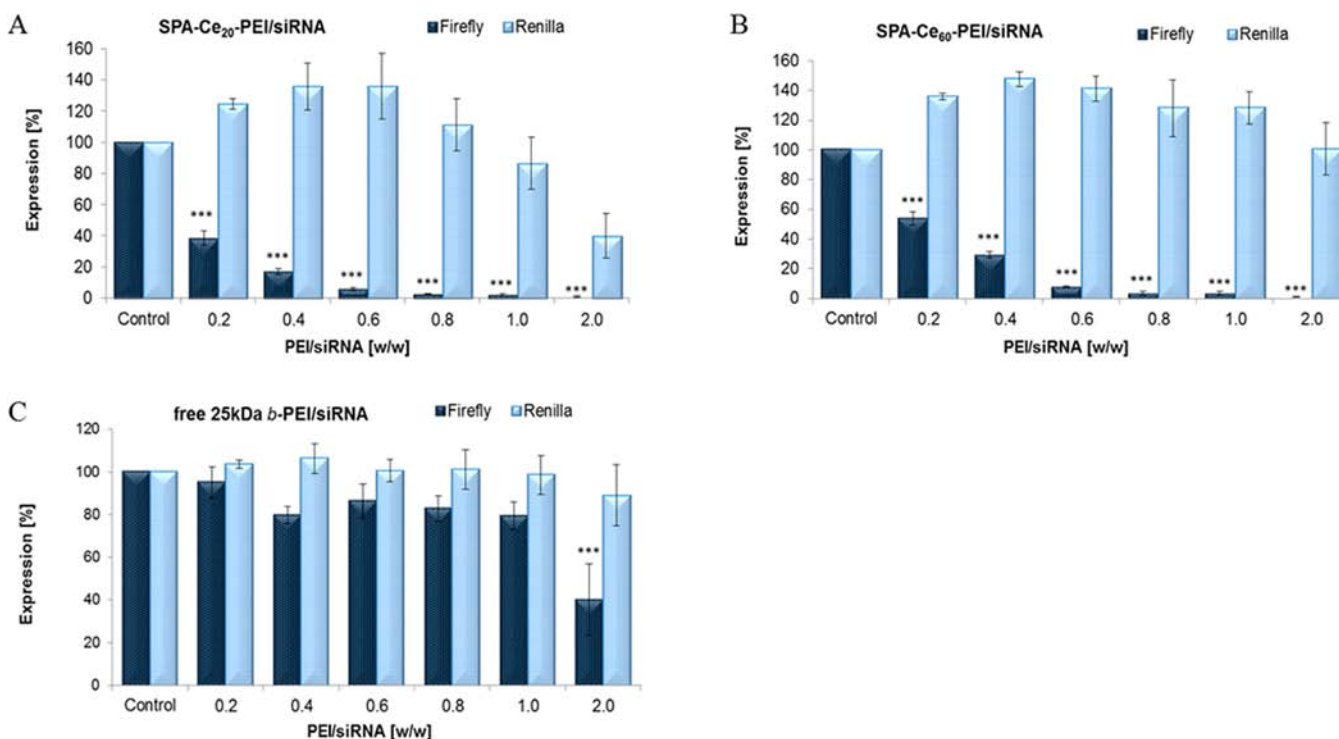 A
SPA-Ce20-PEI/siRNA
Firefly Renilla
160
140
120
100
80
60
40
20
0
Expression [%]
***
***
***
***
***
***
Control 0.2 0.4 0.6 0.8 1.0 2.0
PEI/siRNA [w/w]
B
SPA-Ce60-PEI/siRNA
Firefly Renilla
160
140
120
100
80
60
40
20
0
Expression [%]
***
***
***
***
***
***
Control 0.2 0.4 0.6 0.8 1.0 2.0
PEI/siRNA [w/w]
C
free 25kDa b-PEI/siRNA
Firefly Renilla
120
100
80
60
40
20
0
Expression [%]
***
Control 0.2 0.4 0.6 0.8 1.0 2.0
PEI/siRNA [w/w]